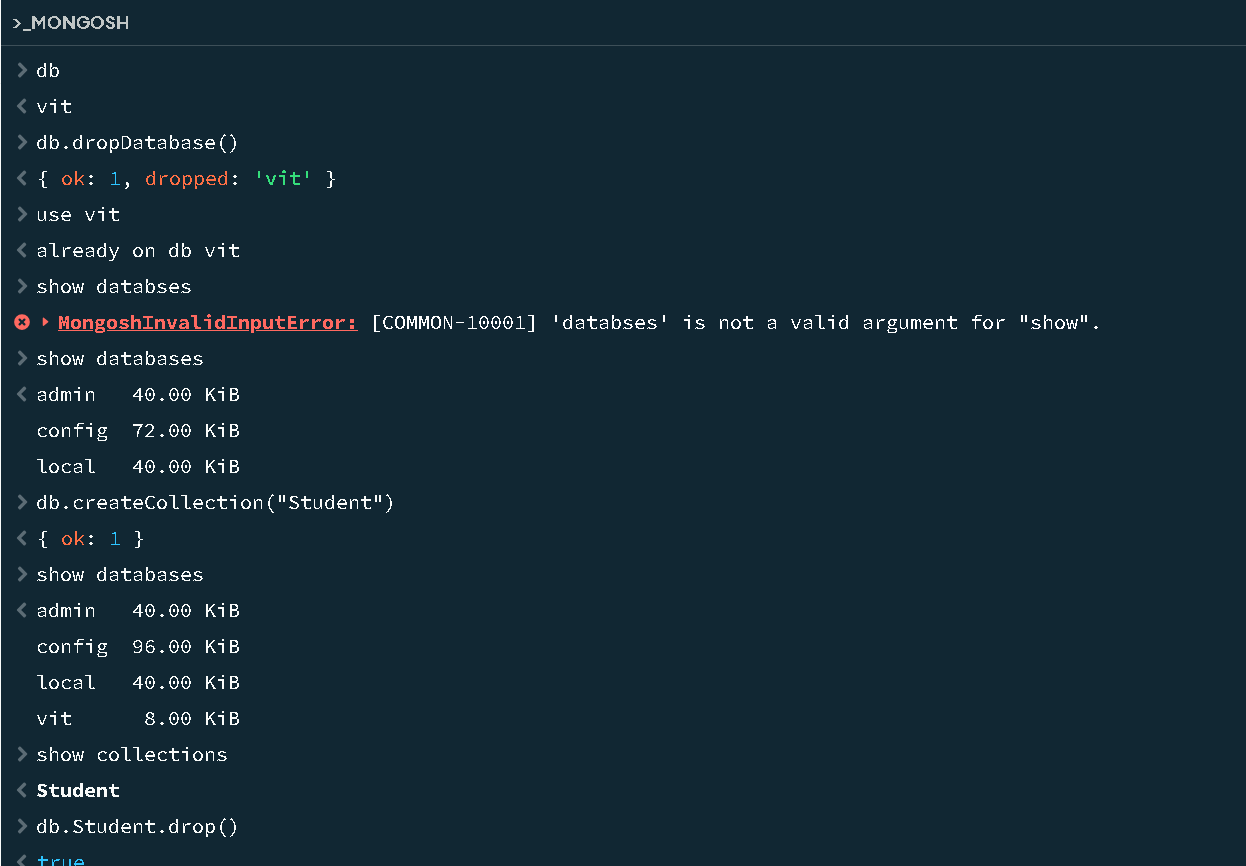 >_MONGOSH
> db
< vit
> db.dropDatabase()
< { ok: 1, dropped: 'vit' }
> use vit
< already on db vit
> show databses
MongoshInvalidInputError: [COMMON-10001] 'databses' is not a valid argument for "show".
> show databases
< admin   40.00 KiB
config  72.00 KiB
local   40.00 KiB
> db.createCollection("Student")
< { ok: 1 }
> show databases
< admin   40.00 KiB
config  96.00 KiB
local   40.00 KiB
vit      8.00 KiB
> show collections
< Student
> db.Student.drop()
< true